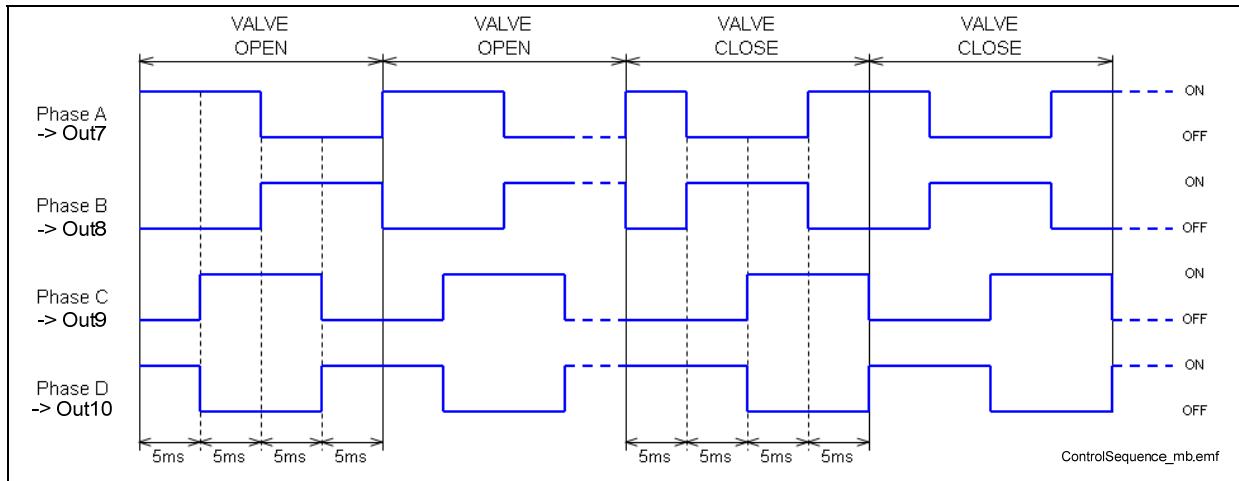 VALVE OPEN
VALVE OPEN
VALVE CLOSE
VALVE CLOSE
Phase A
-> Out7
ON
OFF
Phase B
-> Out8
ON
OFF
Phase C
-> Out9
ON
OFF
Phase D
-> Out10
ON
OFF
5ms 5ms 5ms 5ms
5ms 5ms 5ms 5ms
ControlSequence_mb.emf